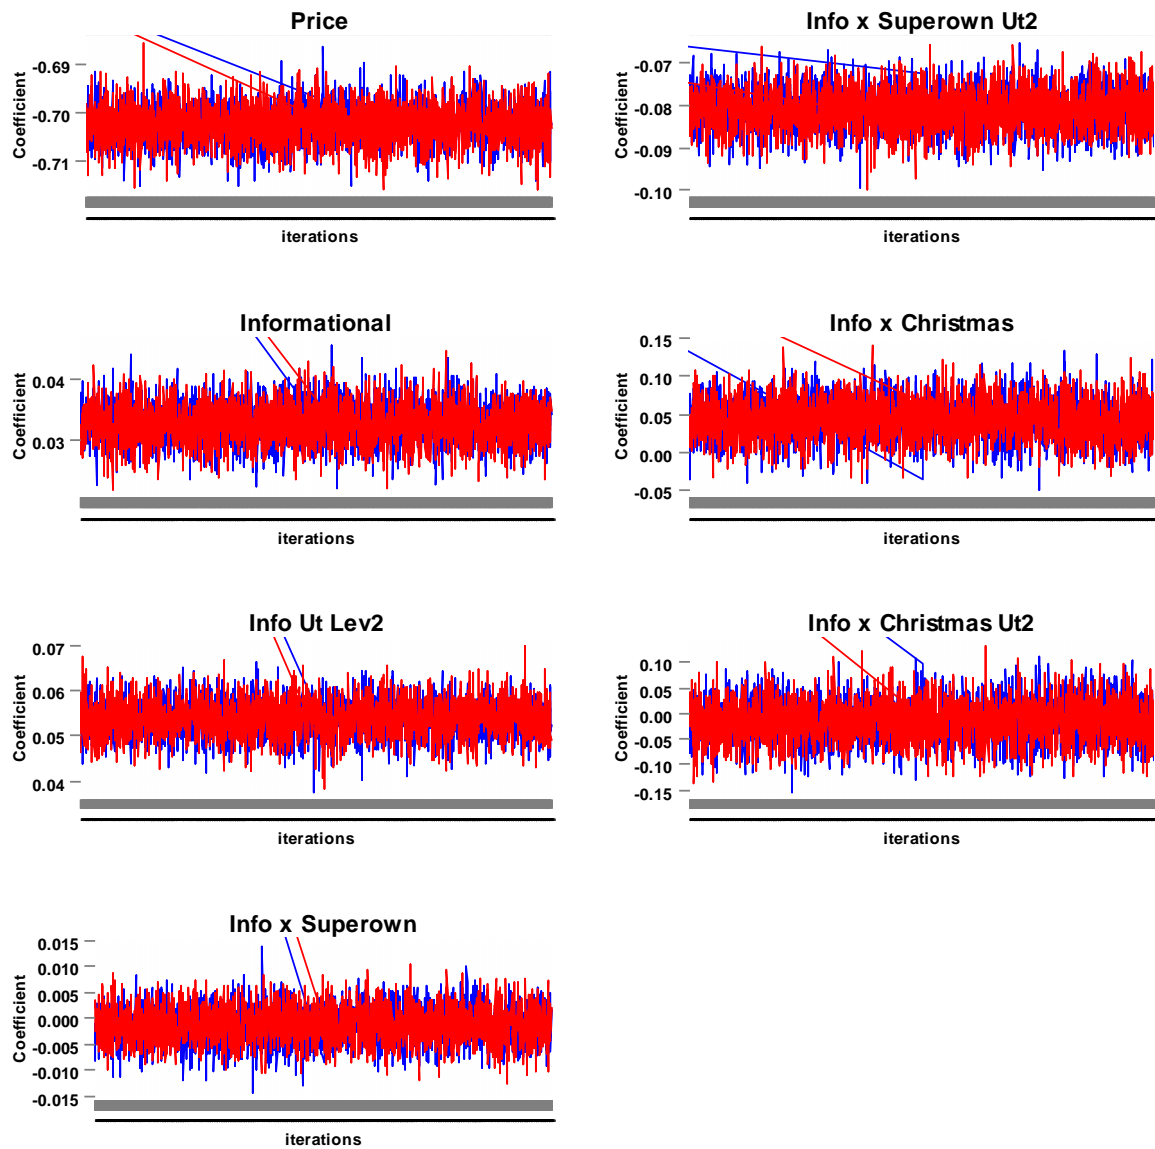 Price
Coefficient
-0.69
-0.70
-0.71
iterations
Info x Superown Ut2
Coefficient
-0.07
-0.08
-0.09
-0.10
iterations
Informational
Coefficient
0.04
0.03
iterations
Info x Christmas
Coefficient
0.15
0.10
0.05
0.00
-0.05
iterations
Info Ut Lev2
Coefficient
0.07
0.06
0.05
0.04
iterations
Info x Christmas Ut2
Coefficient
0.10
0.05
0.00
-0.05
-0.10
-0.15
iterations
Info x Superown
Coefficient
0.015
0.010
0.005
0.000
-0.005
-0.010
-0.015
iterations